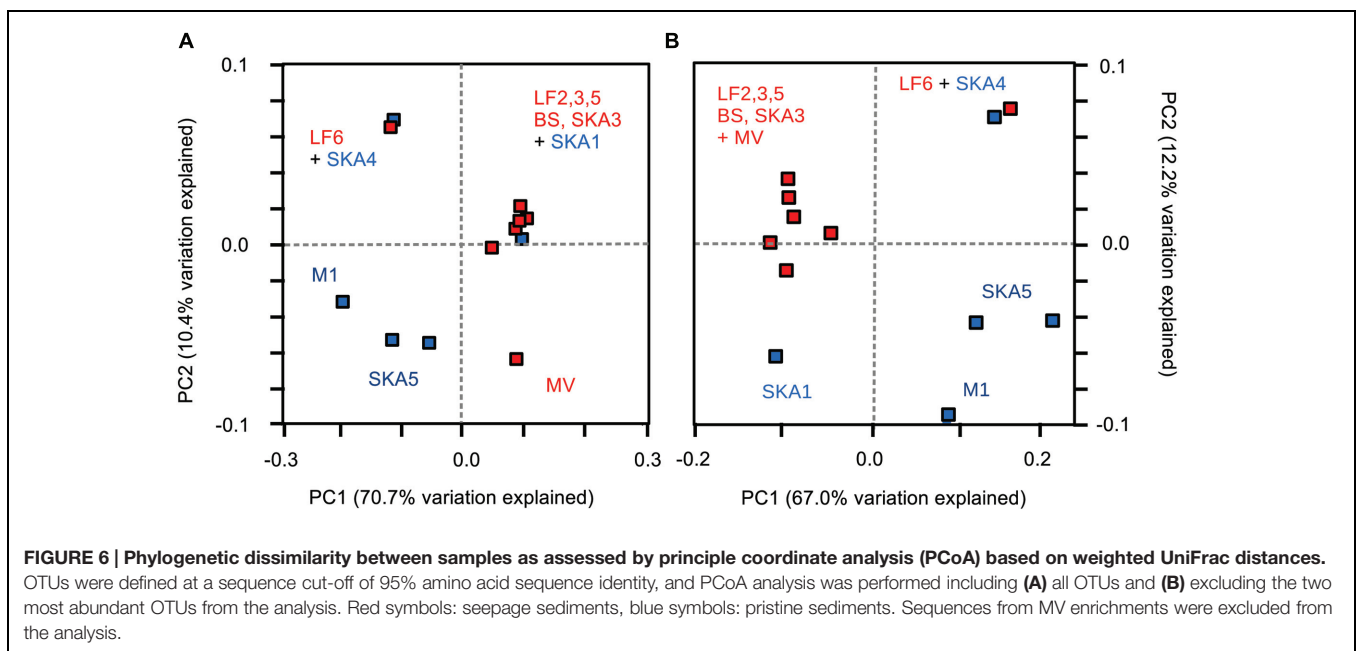 A
B
0.1
0.0
-0.1
PC2 (10.4% variation explained)
LF6
+ SKA4
LF2,3,5
BS, SKA3
+ SKA1
M1
SKA5
MV
-0.3
0.0
0.3
PC1 (70.7% variation explained)
LF2,3,5
BS, SKA3
+ MV
LF6 + SKA4
SKA5
SKA1
M1
0.1
0.0
-0.1
PC2 (12.2% variation explained)
-0.2
0.0
0.2
PC1 (67.0% variation explained)
FIGURE 6 | Phylogenetic dissimilarity between samples as assessed by principle coordinate analysis (PCoA) based on weighted UniFrac distances.
OTUs were defined at a sequence cut-off of 95% amino acid sequence identity, and PCoA analysis was performed including (A) all OTUs and (B) excluding the two
most abundant OTUs from the analysis. Red symbols: seepage sediments, blue symbols: pristine sediments. Sequences from MV enrichments were excluded from
the analysis.